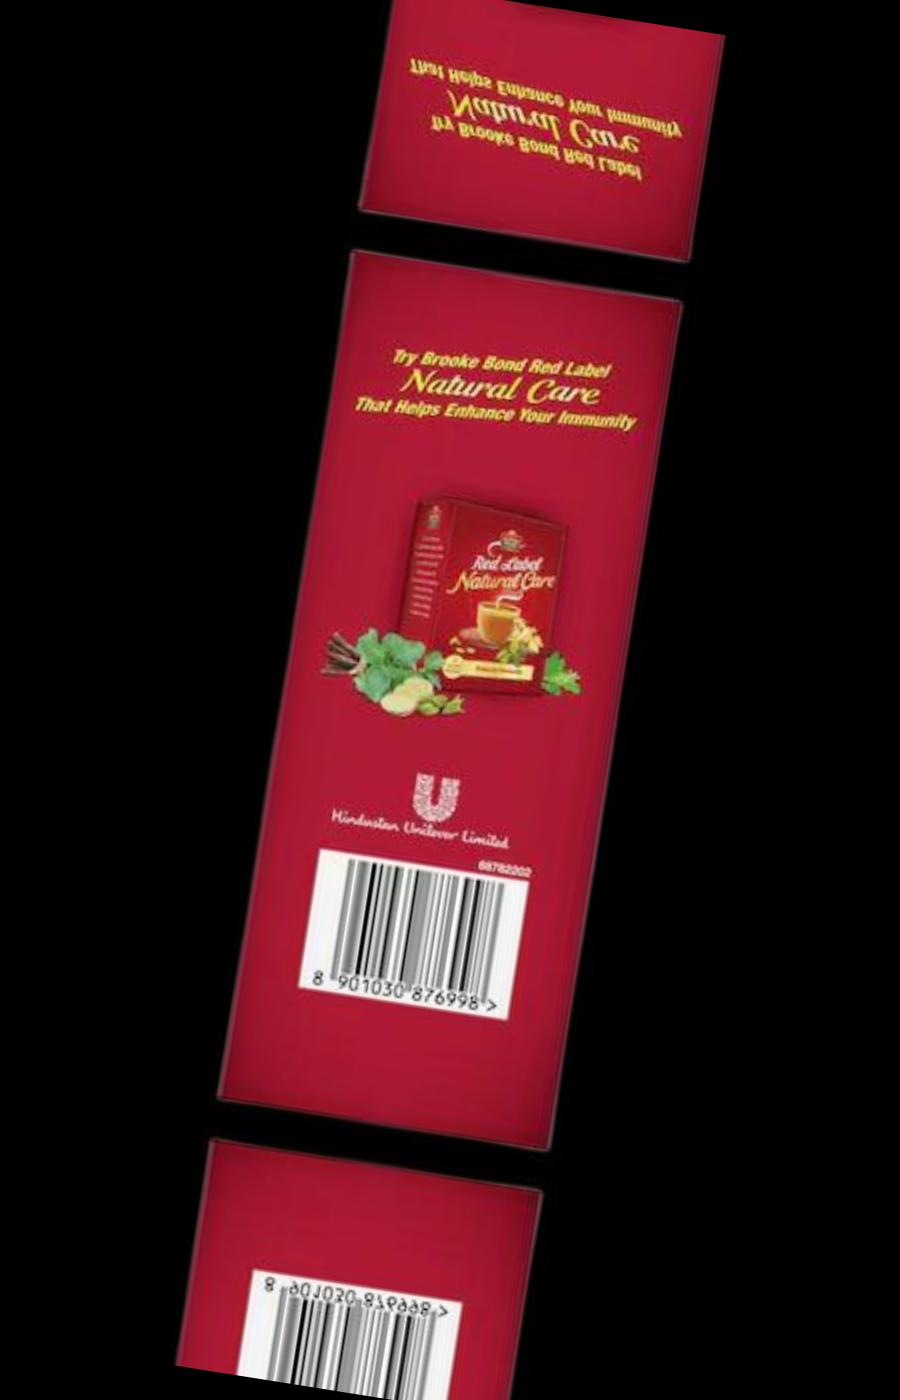 That Helps Enhance Your Immunity
Natural Care
Try Brooke Bond Red Label
Try Brooke Bond Red Label
Natural Care
That Helps Enhance Your Immunity
Red Label
Natural Care
Hindustan Unilever Limited
68782202
8 901030 876998 >
8 901030 876998 >